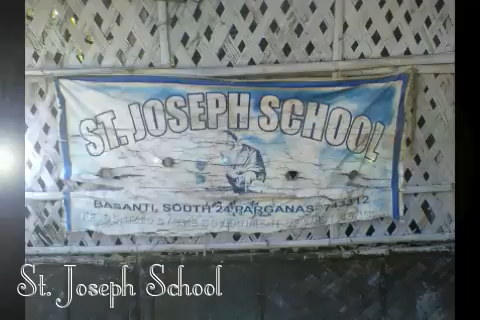 ST. JOSEPH SCHOOL
BASANTI, SOUTH 24 PARGANAS
St. Joseph School